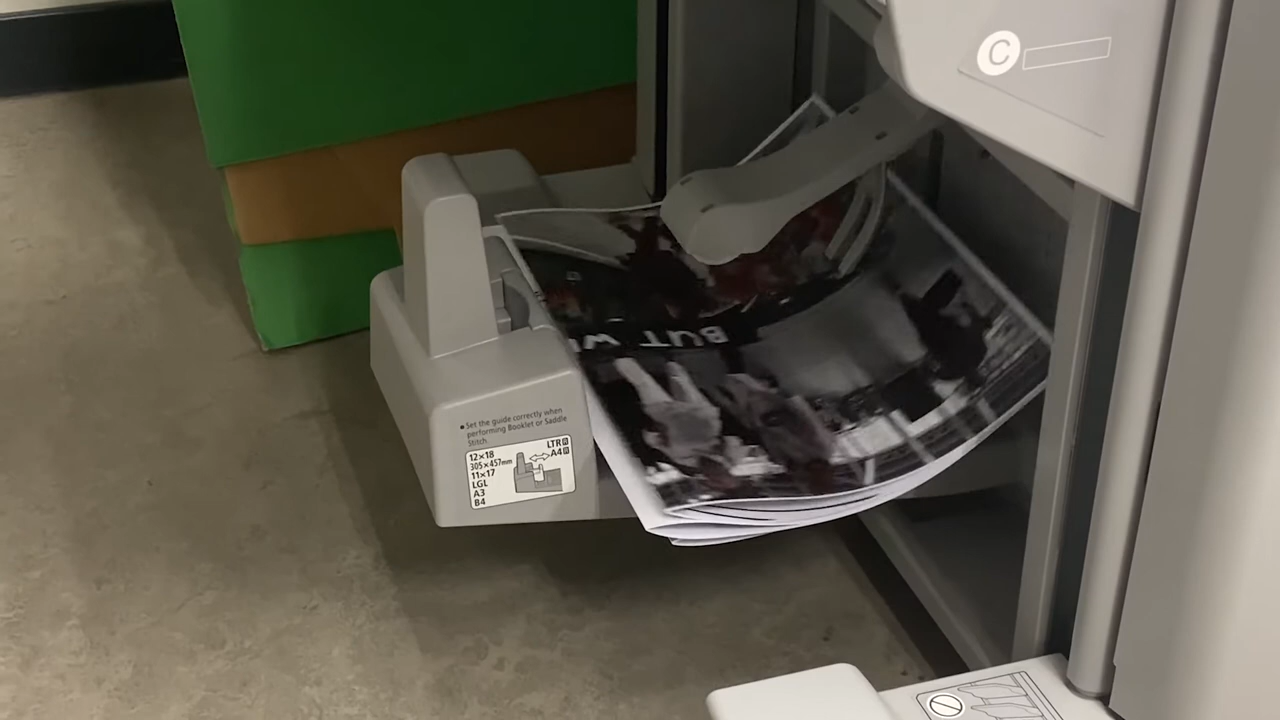 C
BUT W
• Set the guide correctly when
performing Booklet or Saddle
Stitch.
12×18
305×457mm
11×17
LGL
A3
B4
LTR
A4